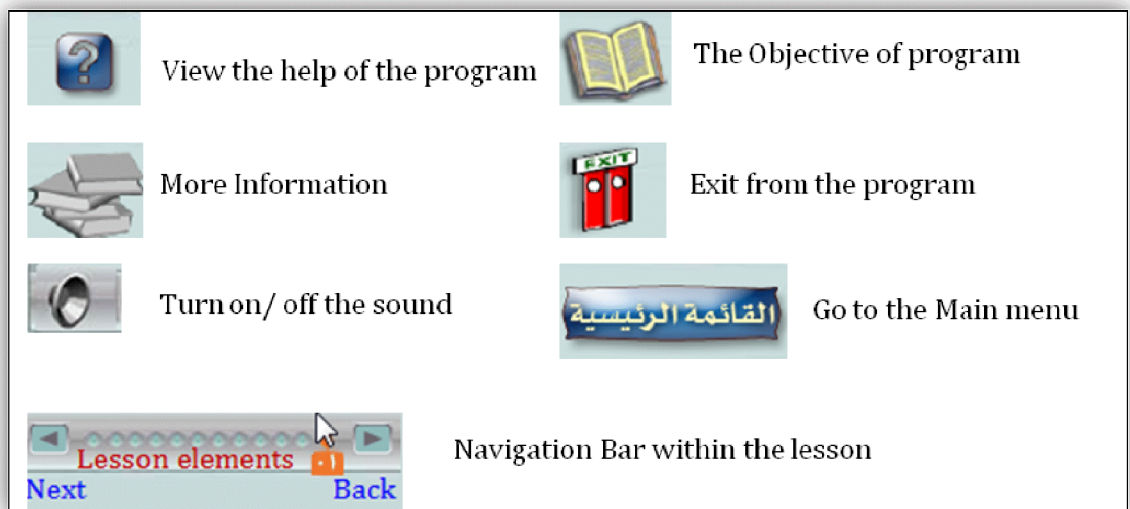 ?
View the help of the program
The Objective of program
More Information
EXIT
Exit from the program
Turn on/ off the sound
القائمة الرئيسية
Go to the Main menu
Lesson elements
٠١
Next
Back
Navigation Bar within the lesson